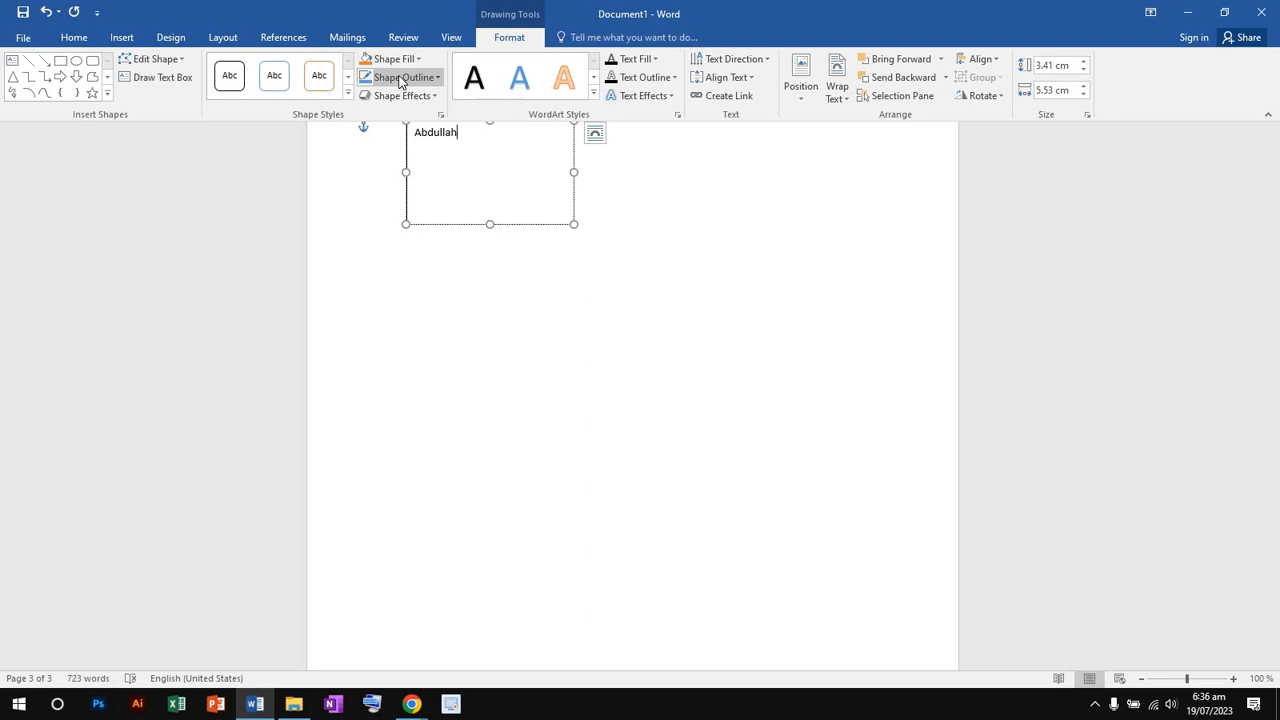 Drawing Tools
Document1 - Word
File
Home
Insert
Design
Layout
References
Mailings
Review
View
Format
Tell me what you want to do...
Sign in
Share
Edit Shape
Draw Text Box
Insert Shapes
Abc
Abc
Abc
Shape Fill
Shape Outline
Shape Effects
Shape Styles
A
A
A
Text Fill
Text Outline
Text Effects
WordArt Styles
Text Direction
Align Text
Create Link
Text
Position
Wrap
Text
Bring Forward
Send Backward
Selection Pane
Align
Group
Rotate
Arrange
3.41 cm
5.53 cm
Size
Abdullah
Page 3 of 3
723 words
English (United States)
100 %
Ps
Ai
6:36 am
19/07/2023